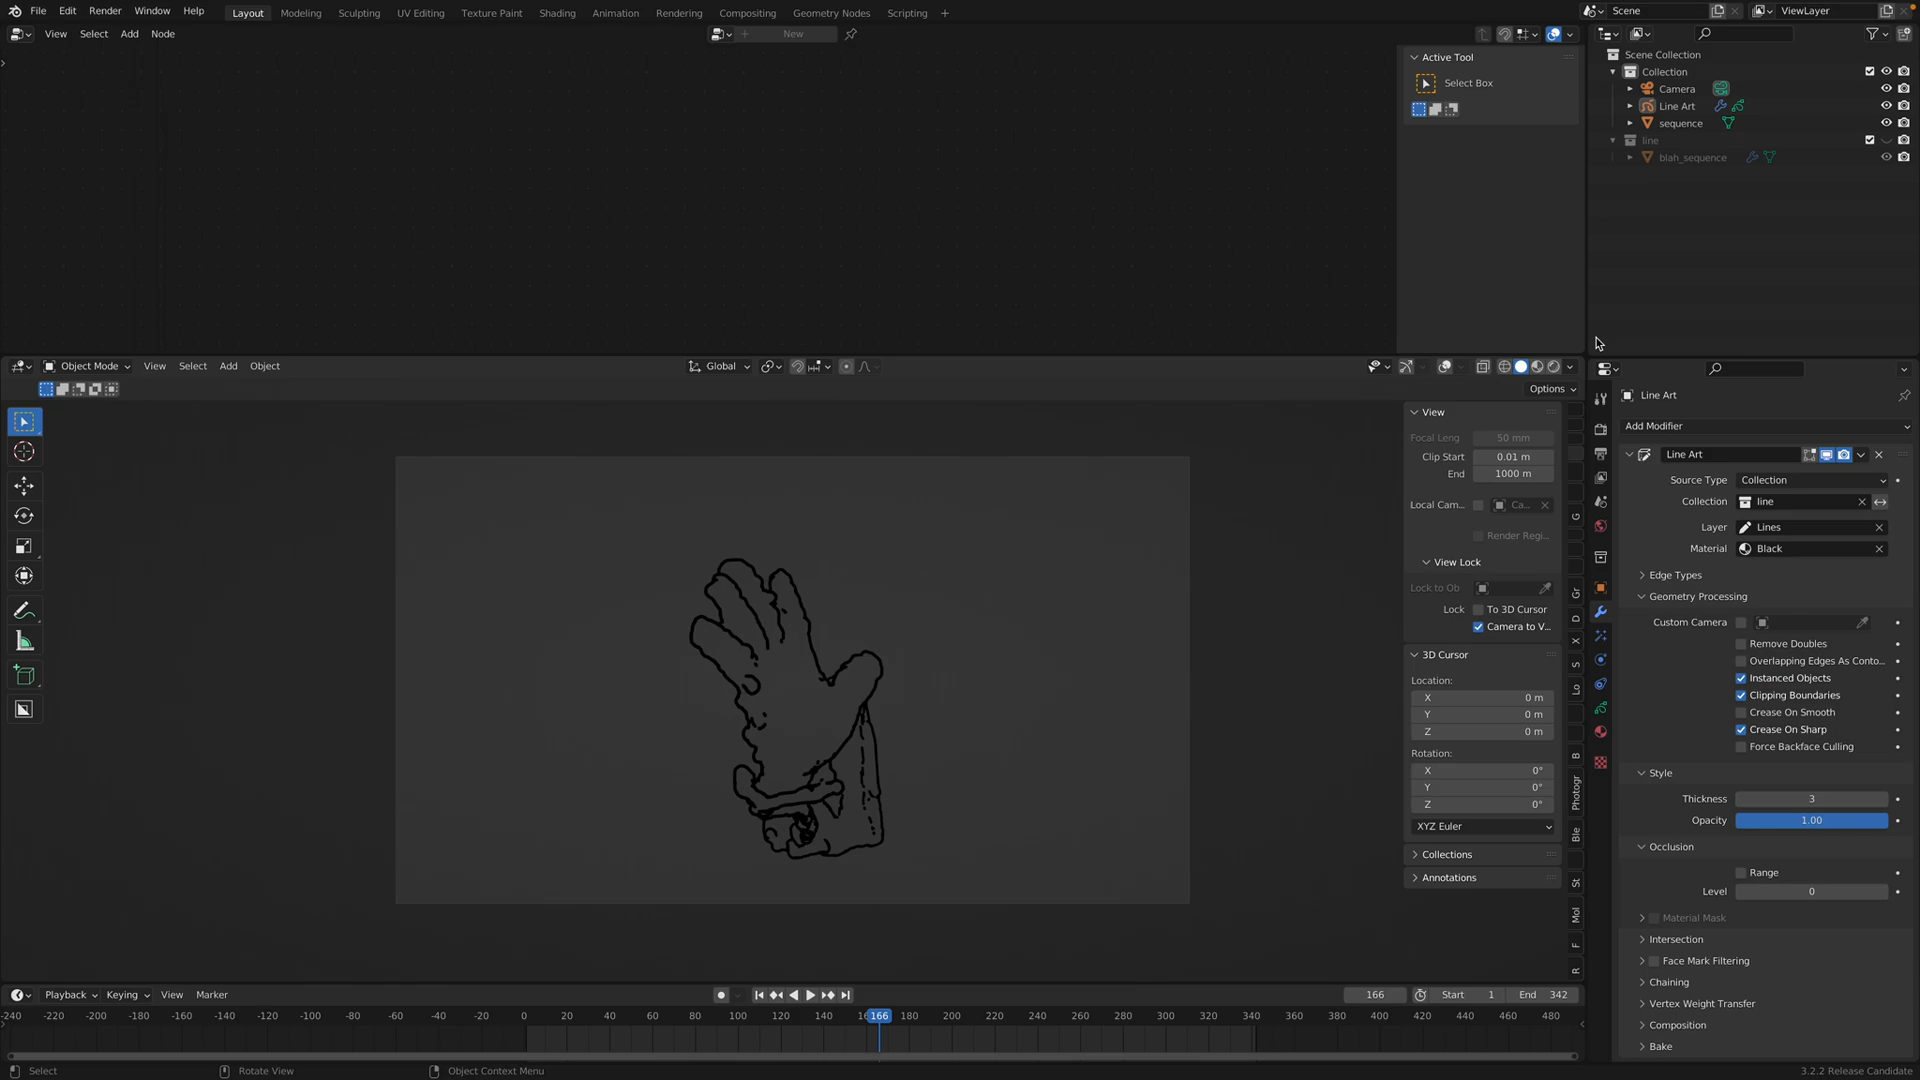 File Edit Render Window Help Layout Modeling Sculpting UV Editing Texture Paint Shading Animation Rendering Compositing Geometry Nodes Scripting + Scene ViewLayer
View Select Add Node New
Active Tool
Select Box
Scene Collection
Collection
Camera
Line Art
sequence
line
blah_sequence
Object Mode View Select Add Object Global
Options
View
Focal Leng 50 mm
Clip Start 0.01 m
End 1000 m
Local Cam... Ca...
Render Regi...
View Lock
Lock to Ob
Lock To 3D Cursor
Camera to V...
3D Cursor
Location:
X 0 m
Y 0 m
Z 0 m
Rotation:
X 0°
Y 0°
Z 0°
XYZ Euler
Collections
Annotations
G
Gr
D
X
S
Lo
B
Photogr
Ble
St
Mol
F
R
Line Art
Add Modifier
Line Art
Source Type Collection
Collection line
Layer Lines
Material Black
Edge Types
Geometry Processing
Custom Camera
Remove Doubles
Overlapping Edges As Conto...
Instanced Objects
Clipping Boundaries
Crease On Smooth
Crease On Sharp
Force Backface Culling
Style
Thickness 3
Opacity 1.00
Occlusion
Range
Level 0
Material Mask
Intersection
Face Mark Filtering
Chaining
Vertex Weight Transfer
Composition
Bake
Playback Keying View Marker 166 Start 1 End 342
-240 -220 -200 -180 -160 -140 -120 -100 -80 -60 -40 -20 0 20 40 60 80 100 120 140 166 180 200 220 240 260 280 300 320 340 360 380 400 420 440 460 480
Select Rotate View Object Context Menu 3.2.2 Release Candidate